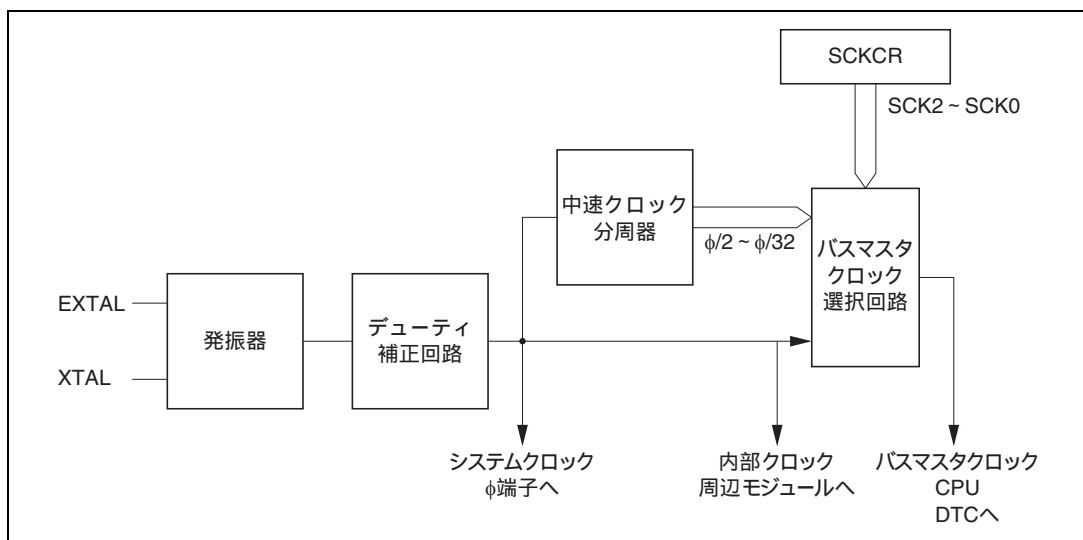 SCKCR
SCK2 ~ SCK0
中速クロック
分周器
φ/2 ~ φ/32
バスマスタ
クロック
選択回路
EXTAL
XTAL
発振器
デューティ
補正回路
システムクロック
φ端子へ
内部クロック
周辺モジュールへ
バスマスタクロック
CPU
DTCへ